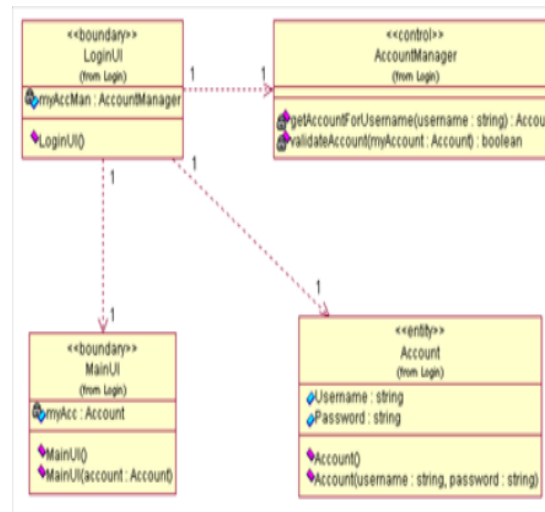 <<boundary>>
LoginUI
(from Login)
myAccMan : AccountManager
LoginUI()
1
1
<<control>>
AccountManager
(from Login)
getAccountForUsername(username : string) : Accou
validateAccount(myAccount : Account) : boolean
1
1
1
1
<<boundary>>
MainUI
(from Login)
myAcc : Account
MainUI()
MainUI(account : Account)
<<entity>>
Account
(from Login)
Username : string
Password : string
Account()
Account(username : string, password : string)